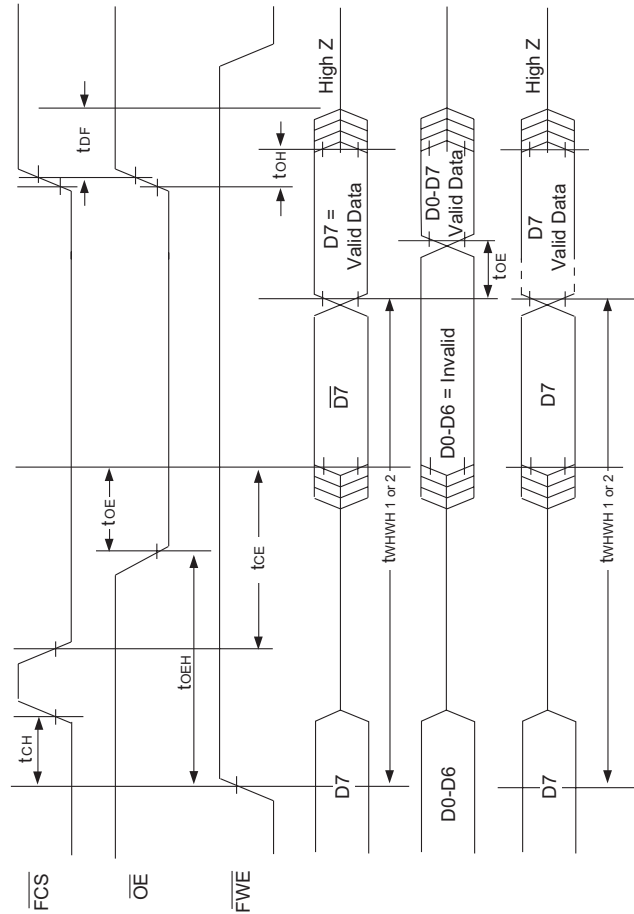 FCS
tCH
tDF
OE
tOE
tOEH
tCE
tOH
FWE
D7
D7
D7 =
Valid Data
High Z
tOE
D0-D6
D0-D6 = Invalid
D0-D7
Valid Data
tWHWH 1 or 2
D7
D7
D7
Valid Data
High Z
tWHWH 1 or 2